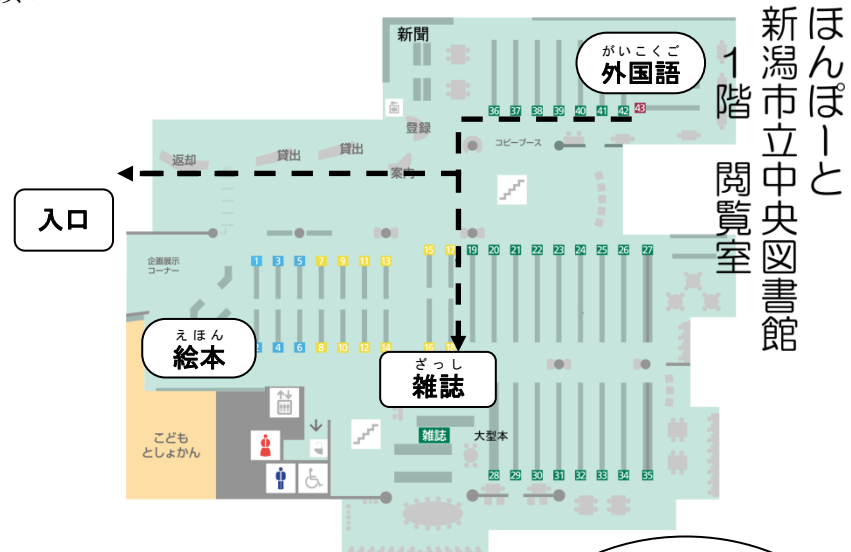 ほんぽーと
新潟市立中央図書館
1階 閲覧室
新聞
がいこくご
外国語
36 37 38 39 40 41 42 43
登録
コピーブース
返却
貸出
貸出
案内
入口
企画展示
コーナー
1 3 5 7 9 11 13 15 17 19 20 21 22 23 24 25 26 27
えほん
絵本
2 4 6 8 10 12 14 16 18
ざっし
雑誌
こども
としょかん
雑誌
大型本
28 29 30 31 32 33 34 35